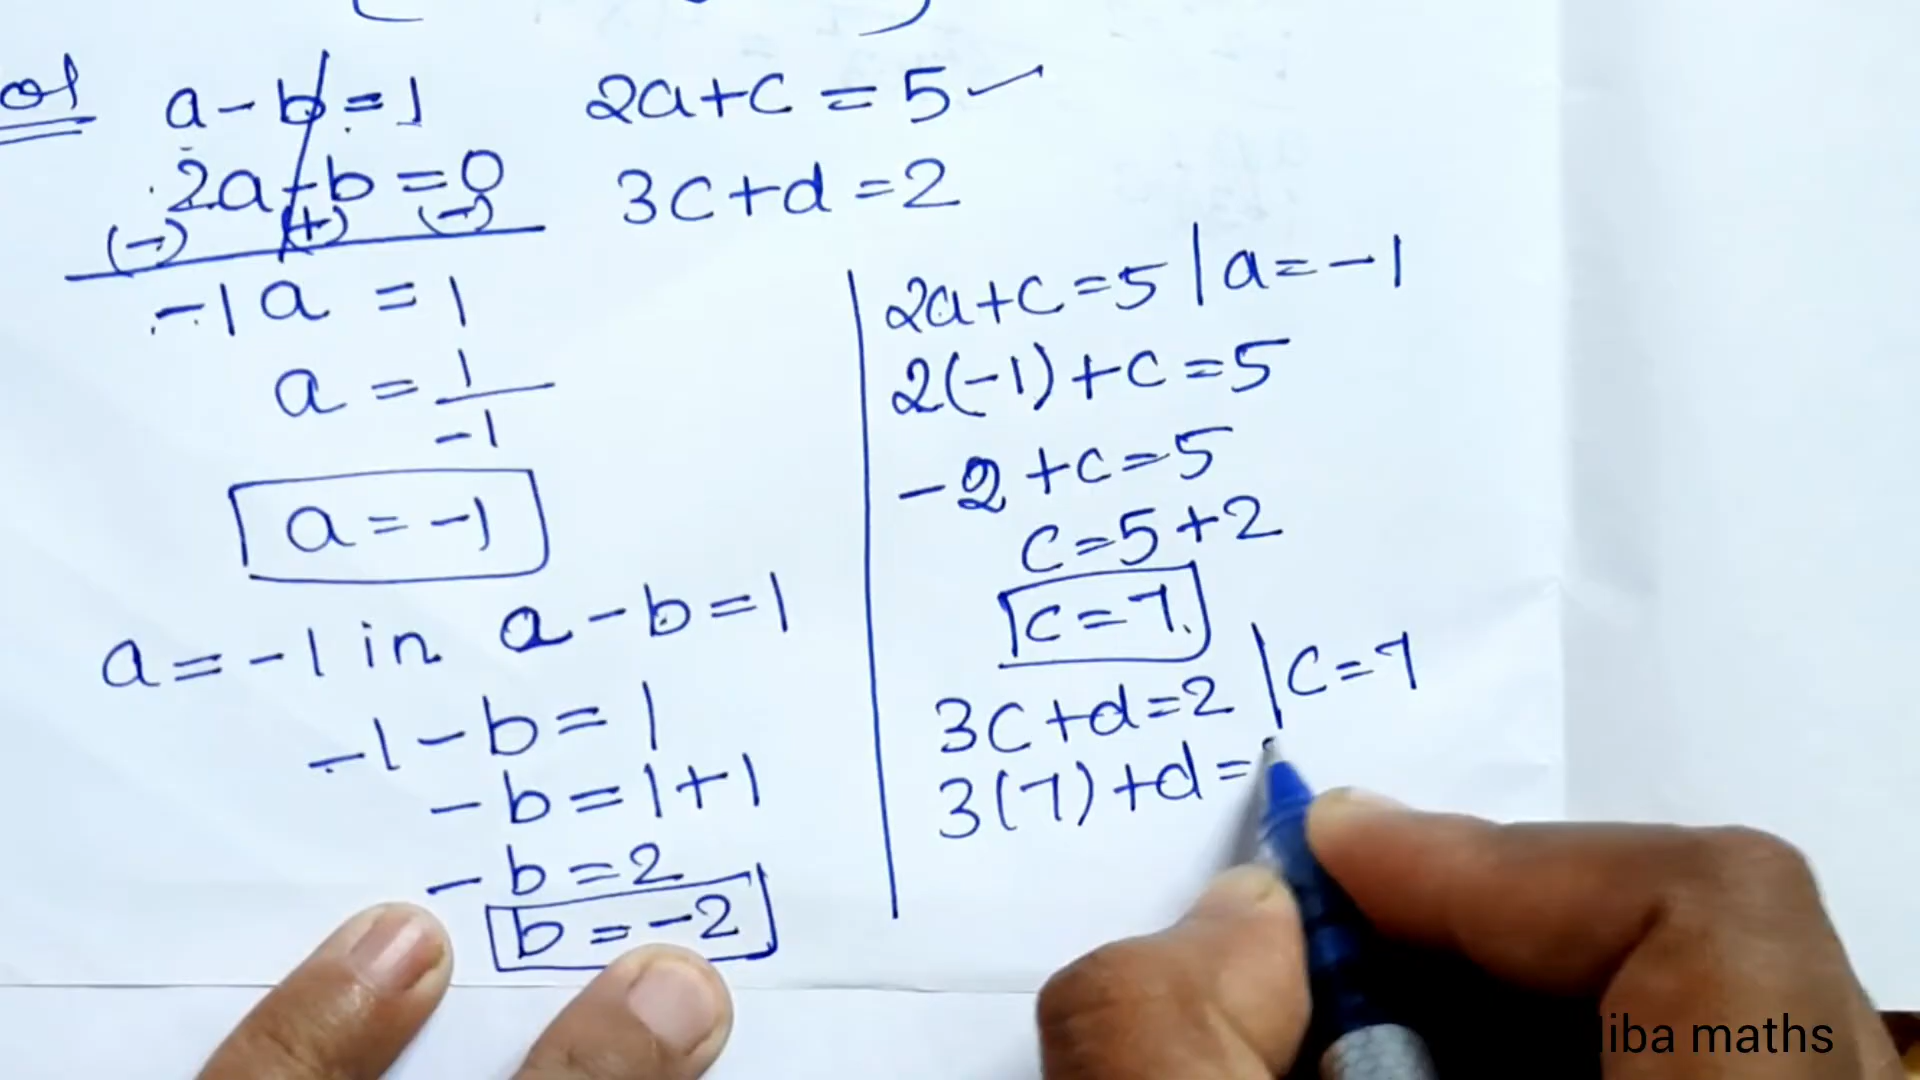 sol a - b = 1
2a - b = 0
(-) (+) (-)
-1a = 1
a = 1/-1
a = -1
a = -1 in a - b = 1
-1 - b = 1
-b = 1 + 1
-b = 2
b = -2
2a + c = 5
3c + d = 2
2a + c = 5 | a = -1
2(-1) + c = 5
-2 + c = 5
c = 5 + 2
c = 7.
3c + d = 2 | c = 7
3(7) + d =
maths